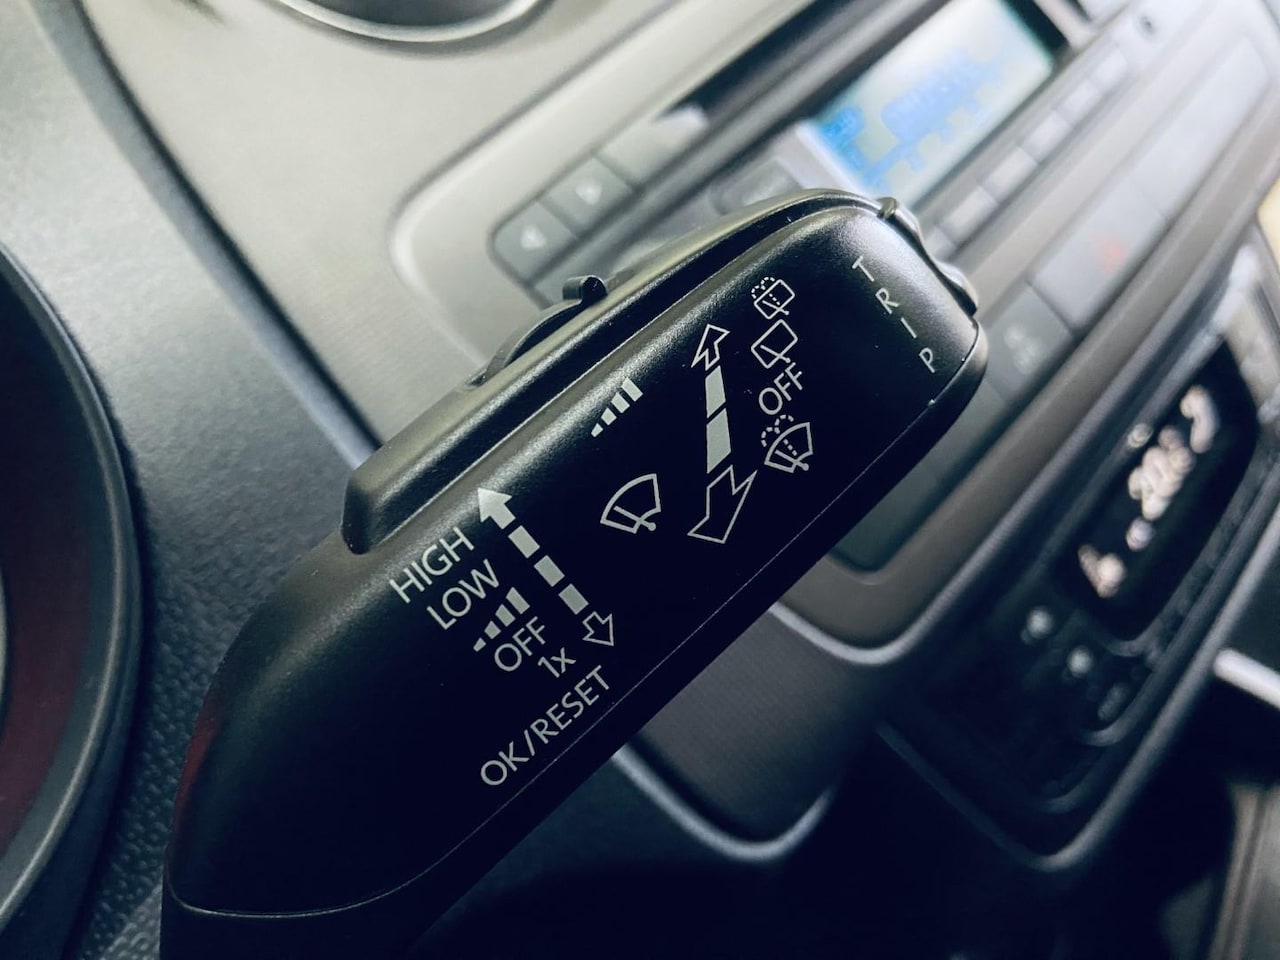 HIGH
LOW
OFF
1x
OK/RESET
OFF
TRIP